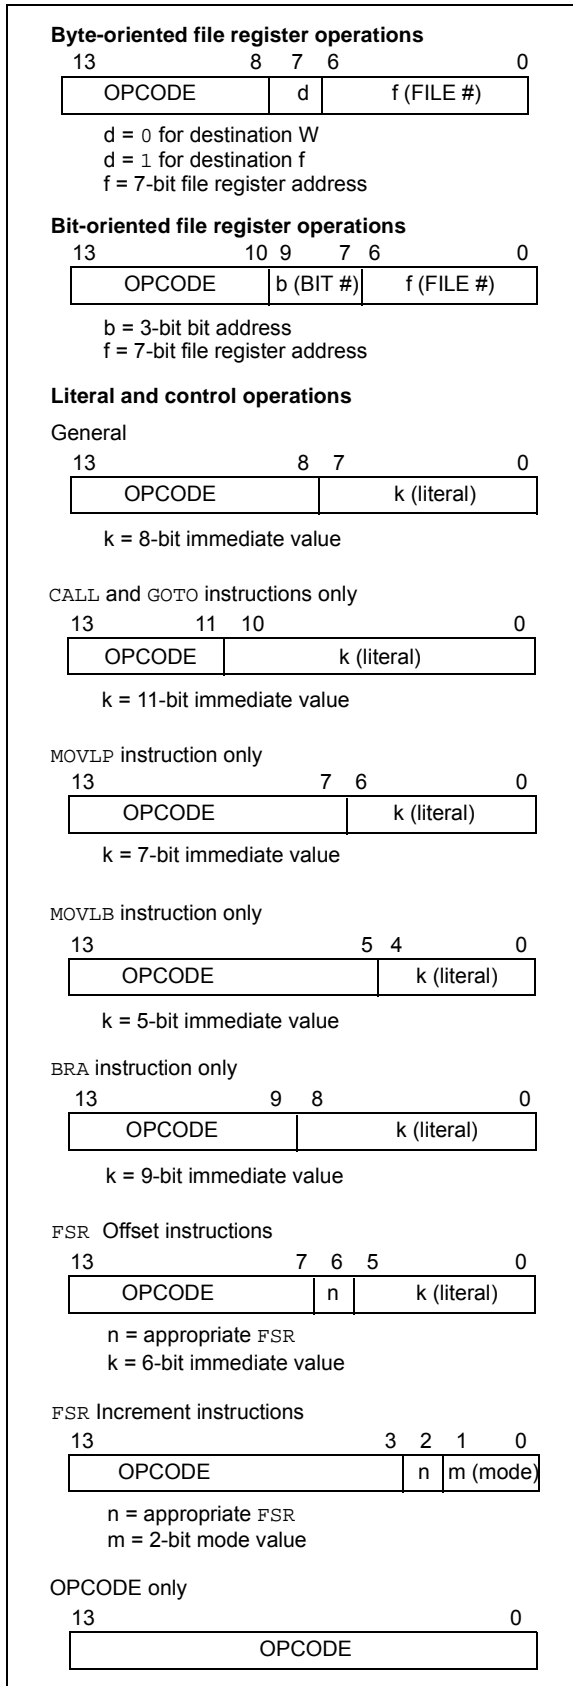 Byte-oriented file register operations
13 8 7 6 0
OPCODE d f (FILE #)
d = 0 for destination W
d = 1 for destination f
f = 7-bit file register address
Bit-oriented file register operations
13 10 9 7 6 0
OPCODE b (BIT #) f (FILE #)
b = 3-bit bit address
f = 7-bit file register address
Literal and control operations
General
13 8 7 0
OPCODE k (literal)
k = 8-bit immediate value
CALL and GOTO instructions only
13 11 10 0
OPCODE k (literal)
k = 11-bit immediate value
MOVLP instruction only
13 7 6 0
OPCODE k (literal)
k = 7-bit immediate value
MOVLB instruction only
13 5 4 0
OPCODE k (literal)
k = 5-bit immediate value
BRA instruction only
13 9 8 0
OPCODE k (literal)
k = 9-bit immediate value
FSR Offset instructions
13 7 6 5 0
OPCODE n k (literal)
n = appropriate FSR
k = 6-bit immediate value
FSR Increment instructions
13 3 2 1 0
OPCODE n m (mode)
n = appropriate FSR
m = 2-bit mode value
OPCODE only
13 0
OPCODE